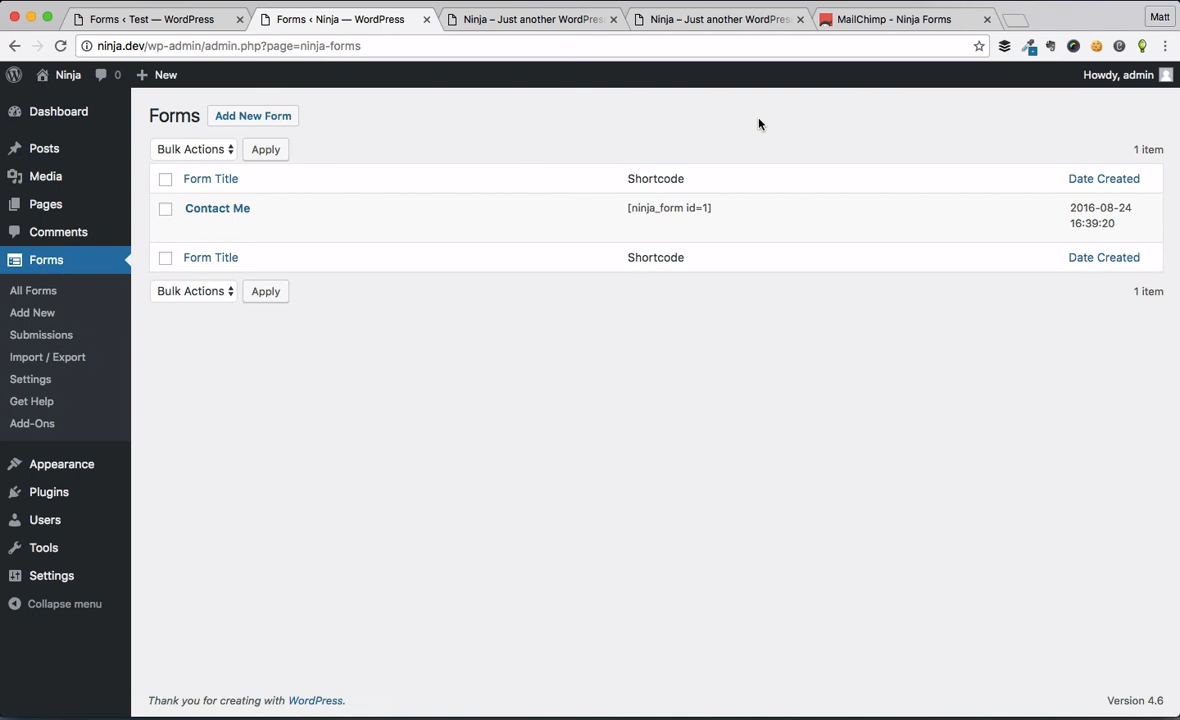 Forms ‹ Test — WordPress
Forms ‹ Ninja — WordPress
Ninja – Just another WordPress
Ninja – Just another WordPress
MailChimp - Ninja Forms
Matt
ninja.dev/wp-admin/admin.php?page=ninja-forms
Ninja
0
New
Howdy, admin
Dashboard
Posts
Media
Pages
Comments
Forms
All Forms
Add New
Submissions
Import / Export
Settings
Get Help
Add-Ons
Appearance
Plugins
Users
Tools
Settings
Collapse menu
Forms
Add New Form
Bulk Actions
Apply
1 item
Form Title
Shortcode
Date Created
Contact Me
[ninja_form id=1]
2016-08-24
16:39:20
Form Title
Shortcode
Date Created
Bulk Actions
Apply
1 item
Thank you for creating with WordPress.
Version 4.6